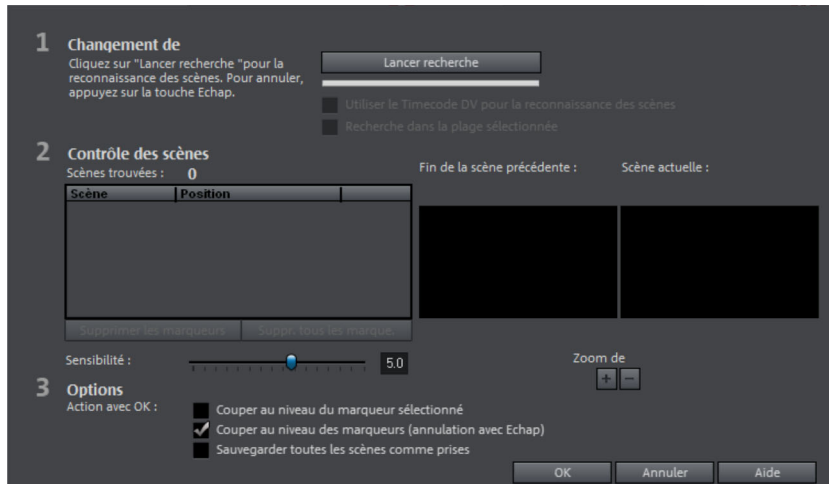 1 Changement de
Cliquez sur "Lancer recherche "pour la
reconnaissance des scènes. Pour annuler,
appuyez sur la touche Echap.
Lancer recherche
Utiliser le Timecode DV pour la reconnaissance des scènes
Recherche dans la plage sélectionnée
2 Contrôle des scènes
Scènes trouvées : 0
Fin de la scène précédente : Scène actuelle :
Scène Position
Supprimer les marqueurs Suppr. tous les marque.
Sensibilité : 5.0
Zoom de
+ −
3 Options
Action avec OK :
Couper au niveau du marqueur sélectionné
Couper au niveau des marqueurs (annulation avec Echap)
Sauvegarder toutes les scènes comme prises
OK Annuler Aide